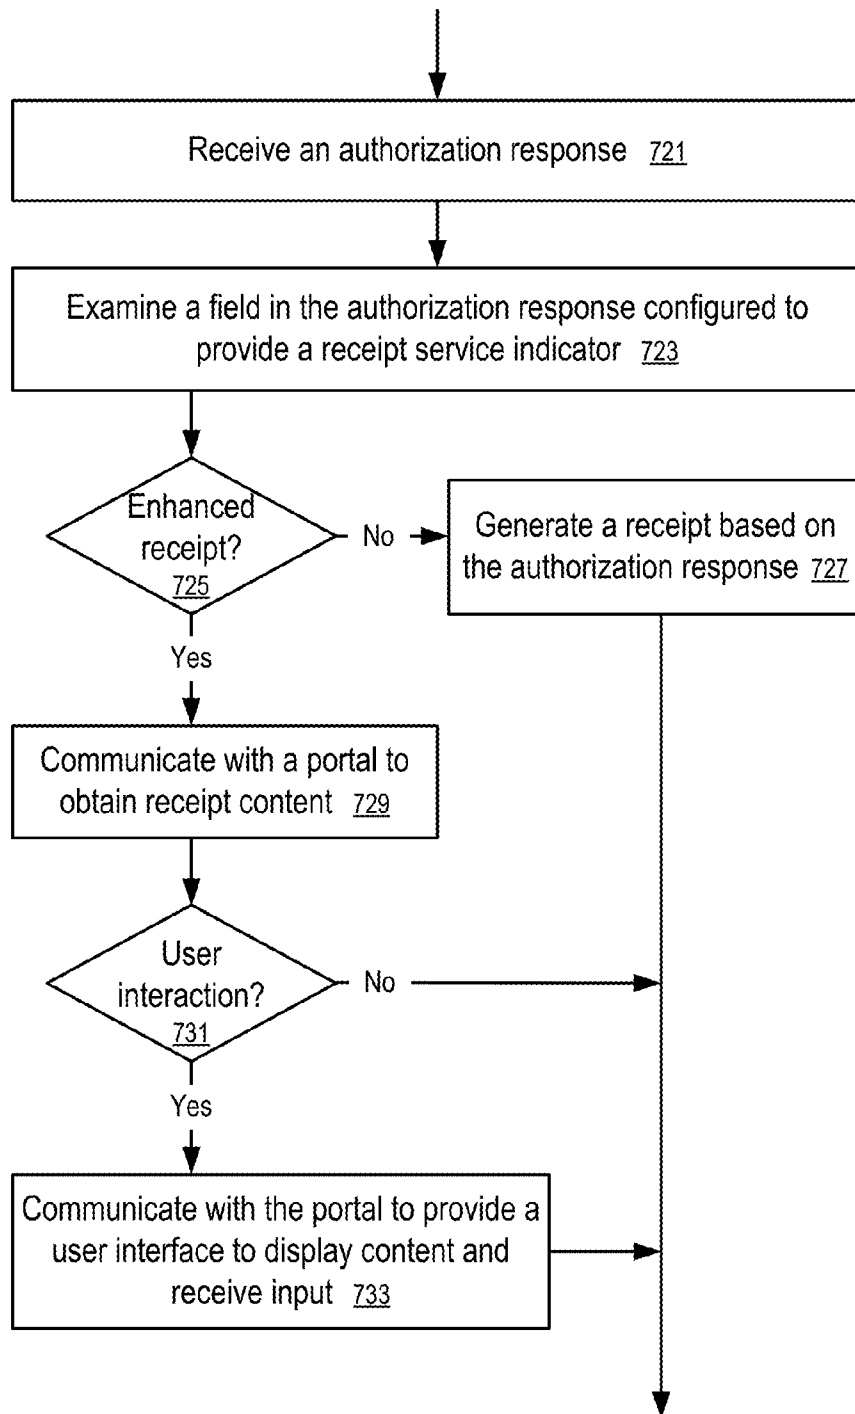 Receive an authorization response 721
Examine a field in the authorization response configured to
provide a receipt service indicator 723
Enhanced
receipt?
725
No
Generate a receipt based on
the authorization response 727
Yes
Communicate with a portal to
obtain receipt content 729
User
interaction?
731
No
Yes
Communicate with the portal to provide a
user interface to display content and
receive input 733